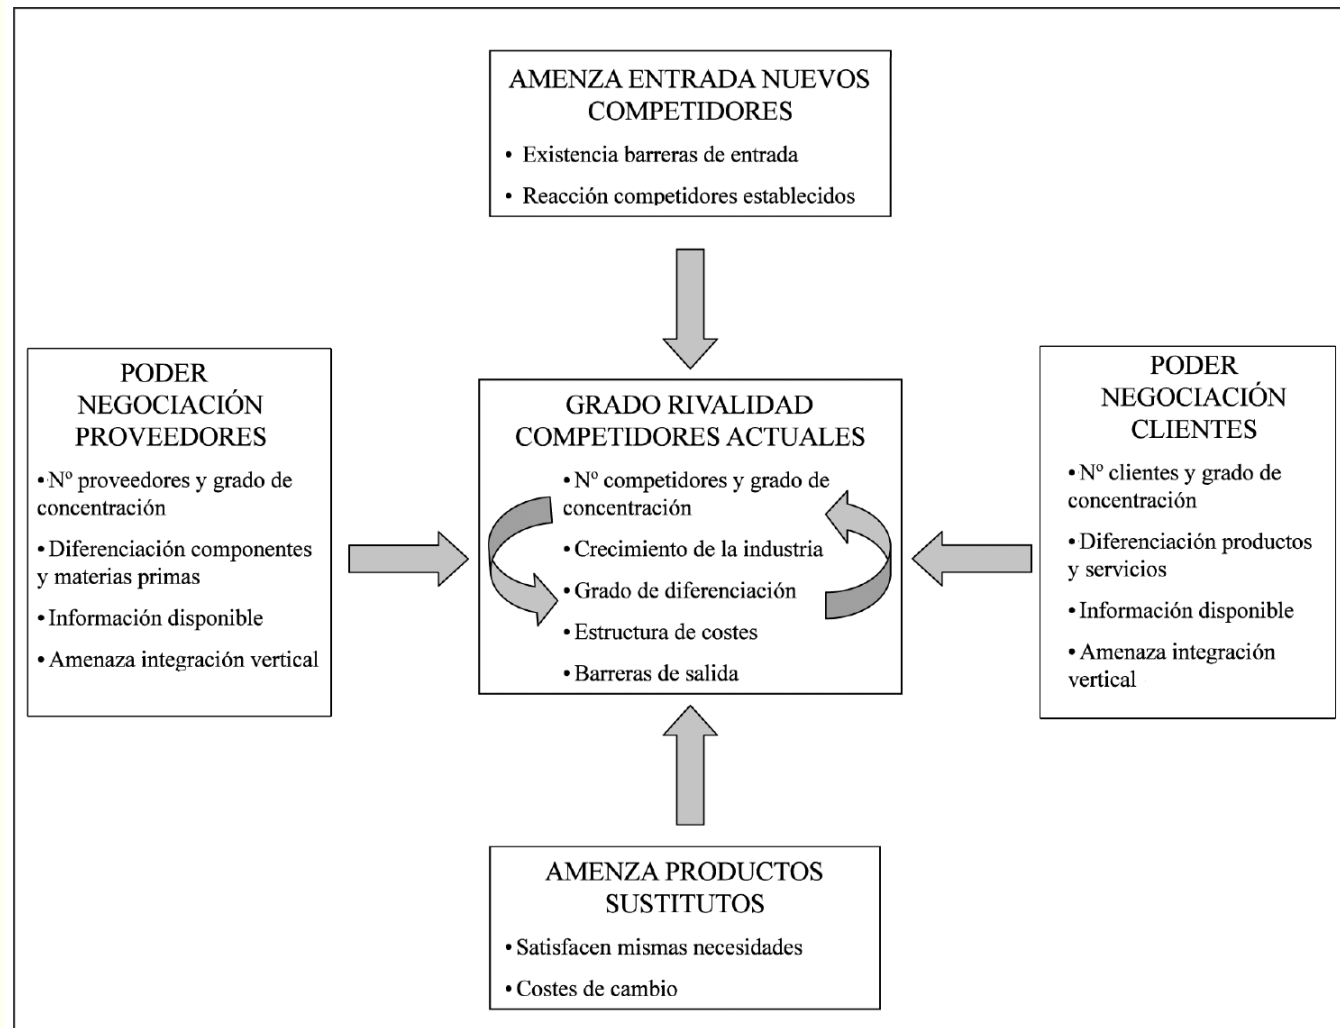 AMENZA ENTRADA NUEVOS
COMPETIDORES
• Existencia barreras de entrada
• Reacción competidores establecidos
PODER
NEGOCIACIÓN
PROVEEDORES
• Nº proveedores y grado de
concentración
• Diferenciación componentes
y materias primas
• Información disponible
• Amenaza integración vertical
GRADO RIVALIDAD
COMPETIDORES ACTUALES
• Nº competidores y grado de
concentración
• Crecimiento de la industria
• Grado de diferenciación
• Estructura de costes
• Barreras de salida
PODER
NEGOCIACIÓN
CLIENTES
• Nº clientes y grado de
concentración
• Diferenciación productos
y servicios
• Información disponible
• Amenaza integración
vertical
AMENZA PRODUCTOS
SUSTITUTOS
• Satisfacen mismas necesidades
• Costes de cambio